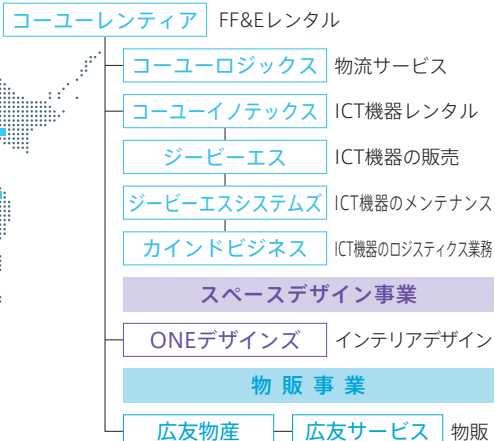 コーユーレンティア FF&Eレンタル
コーユーロジックス 物流サービス
コーユーイノテックス ICT機器レンタル
ジービーエス ICT機器の販売
ジービーエスシステムズ ICT機器のメンテナンス
カインドビジネス ICT機器のロジスティクス業務
スペースデザイン事業
ONEデザインズ インテリアデザイン
物販事業
広友物産 広友サービス 物販